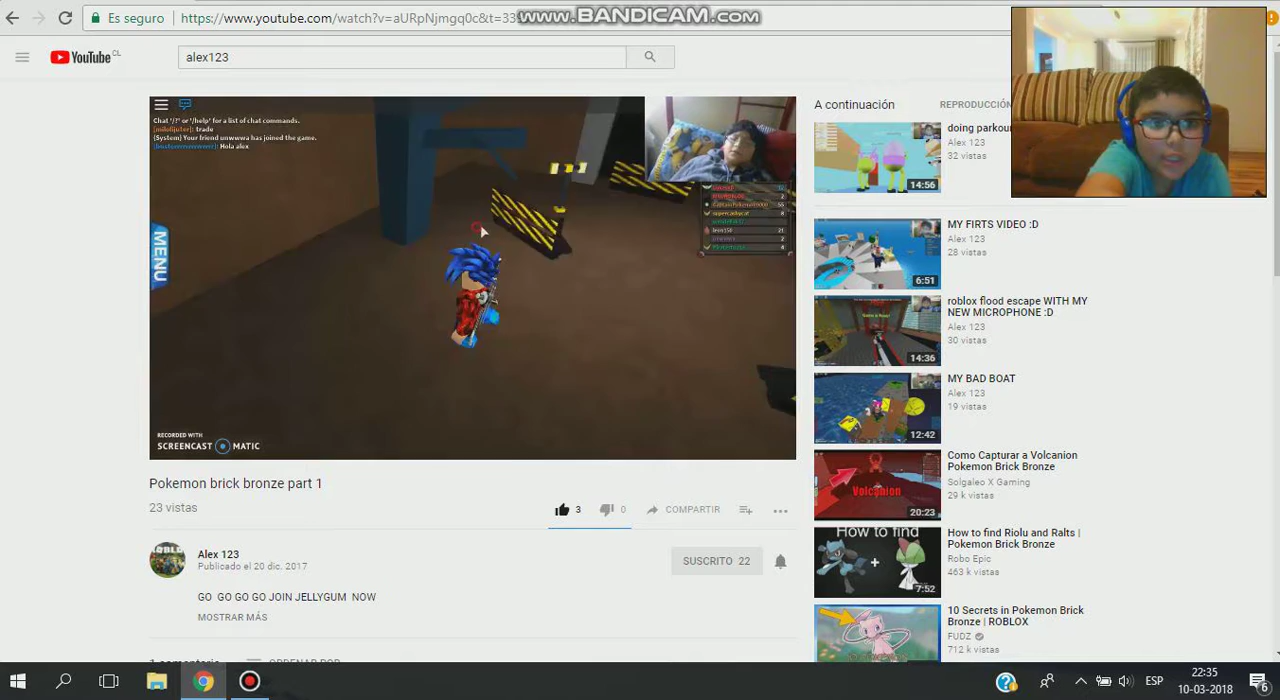 Es seguro
https://www.youtube.com/watch?v=aURpNjmgq0c&t=33
www.BANDICAM.com
YouTube CL
alex123
Chat '/?' or '/help' for a list of chat commands.
trade
{System} Your friend unwwwa has joined the game.
Hola alex
MENU
RECORDED WITH
SCREENCAST MATIC
Pokemon brick bronze part 1
23 vistas
3
0
COMPARTIR
Alex 123
Publicado el 20 dic. 2017
SUSCRITO 22
GO GO GO GO JOIN JELLYGUM NOW
MOSTRAR MÁS
1 comentario
ORDENAR POR
A continuación
REPRODUCCIÓN
doing parkou
Alex 123
32 vistas
14:56
MY FIRTS VIDEO :D
Alex 123
28 vistas
6:51
roblox flood escape WITH MY
NEW MICROPHONE :D
Alex 123
30 vistas
14:36
MY BAD BOAT
Alex 123
19 vistas
12:42
Como Capturar a Volcanion
Pokemon Brick Bronze
Solgaleo X Gaming
29 k vistas
Volcanion
20:23
How to find Riolu and Ralts |
Pokemon Brick Bronze
Robo Epic
463 k vistas
How to find
7:52
10 Secrets in Pokemon Brick
Bronze | ROBLOX
FUDZ
712 k vistas
ESP
22:35
10-03-2018
6